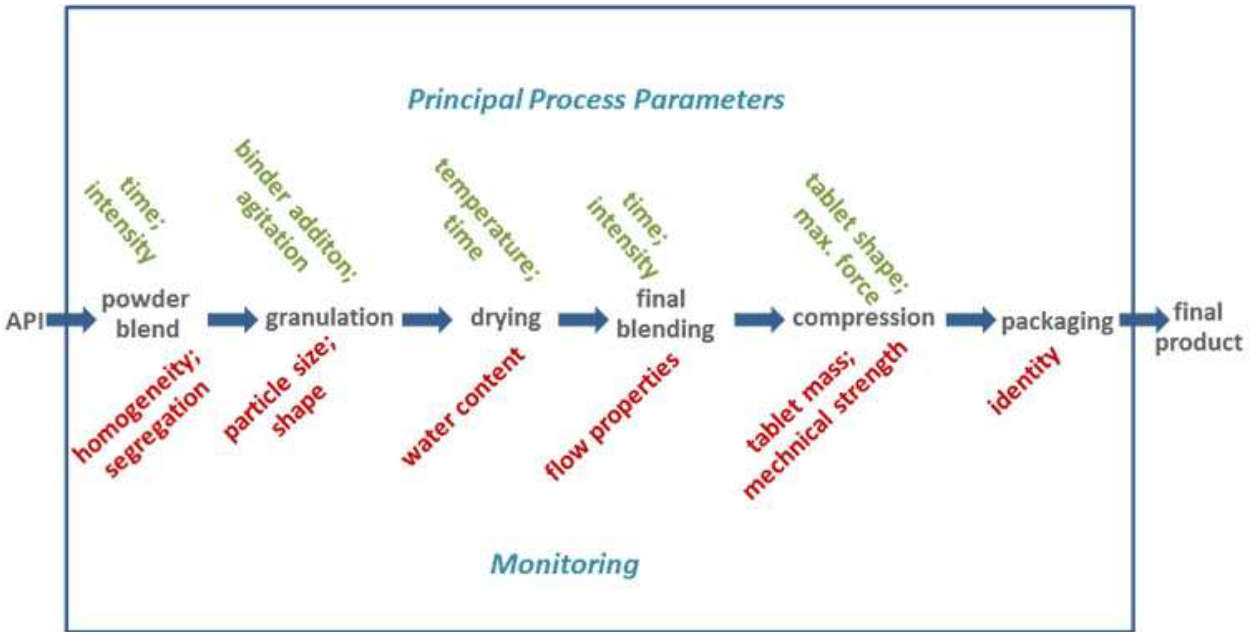 Principal Process Parameters
time;
intensity
binder additon;
agitation
temperature;
time
time;
intensity
tablet shape;
max. force
API
powder
blend
granulation
drying
final
blending
compression
packaging
final
product
homogeneity;
segregation
particle size;
shape
water content
flow properties
tablet mass;
mechnical strength
identity
Monitoring